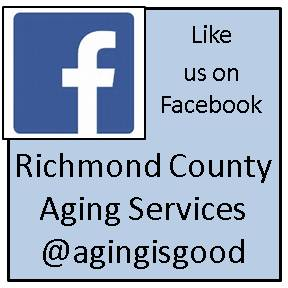 Like
us on
Facebook
Richmond County
Aging Services
@agingisgood